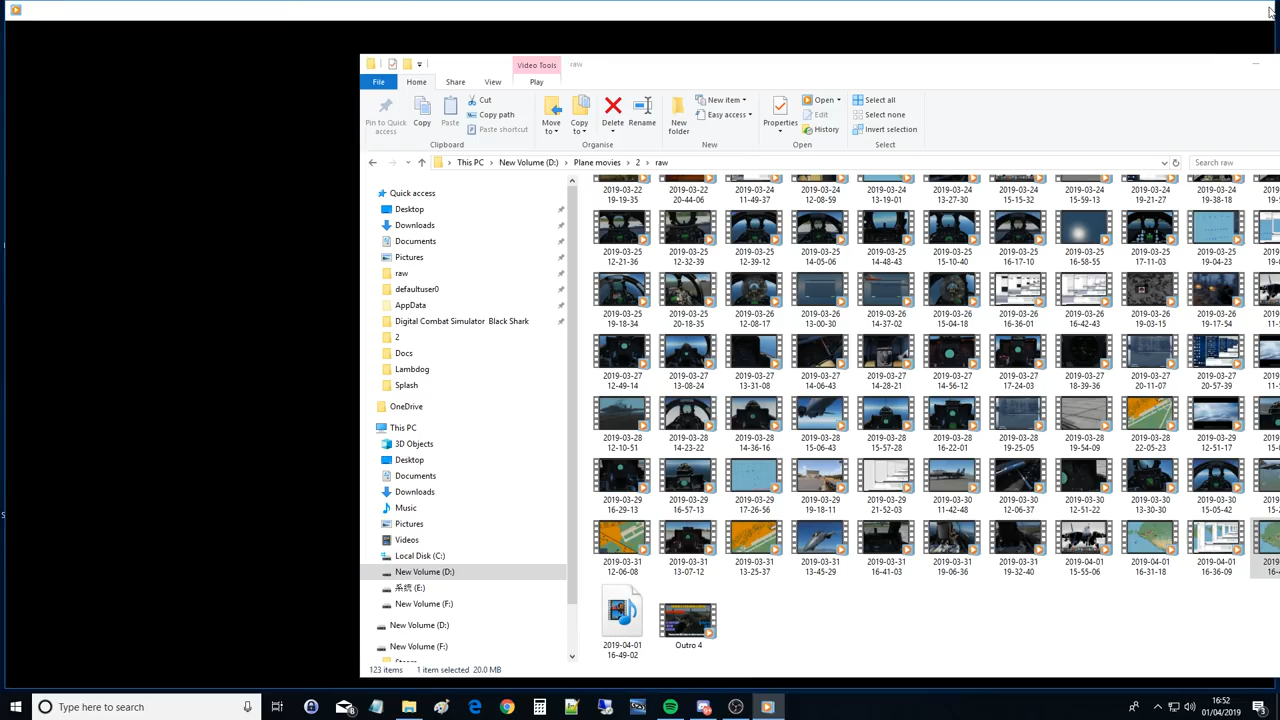 Video Tools
raw
File
Home
Share
View
Play
Pin to Quick
access
Copy
Paste
Cut
Copy path
Paste shortcut
Move
to
Copy
to
Delete
Rename
New
folder
New item
Easy access
Properties
Open
Edit
History
Select all
Select none
Invert selection
Clipboard
Organise
New
Open
Select
This PC
New Volume (D:)
Plane movies
2
raw
Search raw
Quick access
Desktop
Downloads
Documents
Pictures
raw
defaultuser0
AppData
Digital Combat Simulator Black Shark
2
Docs
Lambdog
Splash
OneDrive
This PC
3D Objects
Desktop
Documents
Downloads
Music
Pictures
Videos
Local Disk (C:)
New Volume (D:)
系统 (E:)
New Volume (F:)
New Volume (D:)
New Volume (F:)
2019-03-22 2019-03-22 2019-03-24 2019-03-24 2019-03-24 2019-03-24 2019-03-24 2019-03-24 2019-03-24 2019-03-24
19-19-35 20-44-06 11-49-37 12-08-59 13-19-01 13-27-30 15-15-32 15-59-13 19-21-27 19-38-18
2019-03-25 2019-03-25 2019-03-25 2019-03-25 2019-03-25 2019-03-25 2019-03-25 2019-03-25 2019-03-25 2019-03-25 2019
12-21-36 12-32-39 12-39-12 14-05-06 14-48-43 15-10-40 16-17-10 16-58-55 17-11-03 19-04-23 19-
2019-03-25 2019-03-25 2019-03-26 2019-03-26 2019-03-26 2019-03-26 2019-03-26 2019-03-26 2019-03-26 2019-03-26 2019
19-18-34 20-18-35 12-08-17 13-00-30 14-37-02 15-04-18 16-36-01 16-42-43 19-03-15 19-17-54 11-
2019-03-27 2019-03-27 2019-03-27 2019-03-27 2019-03-27 2019-03-27 2019-03-27 2019-03-27 2019-03-27 2019-03-27 2019
12-49-14 13-08-24 13-31-08 14-06-43 14-28-21 14-56-12 17-24-03 18-39-36 20-11-07 20-57-39 11-
2019-03-28 2019-03-28 2019-03-28 2019-03-28 2019-03-28 2019-03-28 2019-03-28 2019-03-28 2019-03-28 2019-03-29 2019
12-10-51 14-23-22 14-36-16 15-06-43 15-57-28 16-22-01 19-25-05 19-54-09 22-05-23 12-51-17 15-
2019-03-29 2019-03-29 2019-03-29 2019-03-29 2019-03-29 2019-03-30 2019-03-30 2019-03-30 2019-03-30 2019-03-30 2019
16-29-13 16-57-13 17-26-56 19-18-11 21-52-03 11-42-48 12-06-37 12-51-22 13-30-30 15-05-42 15-
2019-03-31 2019-03-31 2019-03-31 2019-03-31 2019-03-31 2019-03-31 2019-03-31 2019-04-01 2019-04-01 2019-04-01 2019
12-06-08 13-07-12 13-25-37 13-45-29 16-41-03 19-06-36 19-32-40 15-55-06 16-31-18 16-36-09 16-
2019-04-01
16-49-02
Outro 4
123 items
1 item selected 20.0 MB
Type here to search
16:52
01/04/2019
3